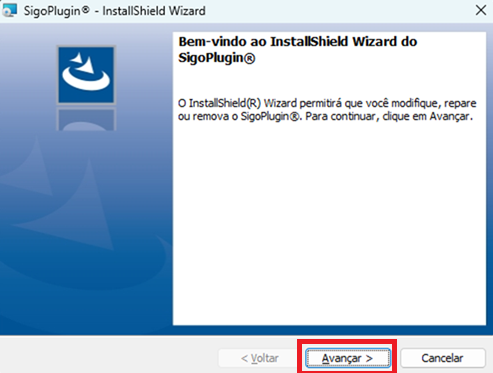 SigoPlugin® - InstallShield Wizard
Bem-vindo ao InstallShield Wizard do
SigoPlugin®
O InstallShield(R) Wizard permitirá que você modifique, repare
ou remova o SigoPlugin®. Para continuar, clique em Avançar.
< Voltar
Avançar >
Cancelar